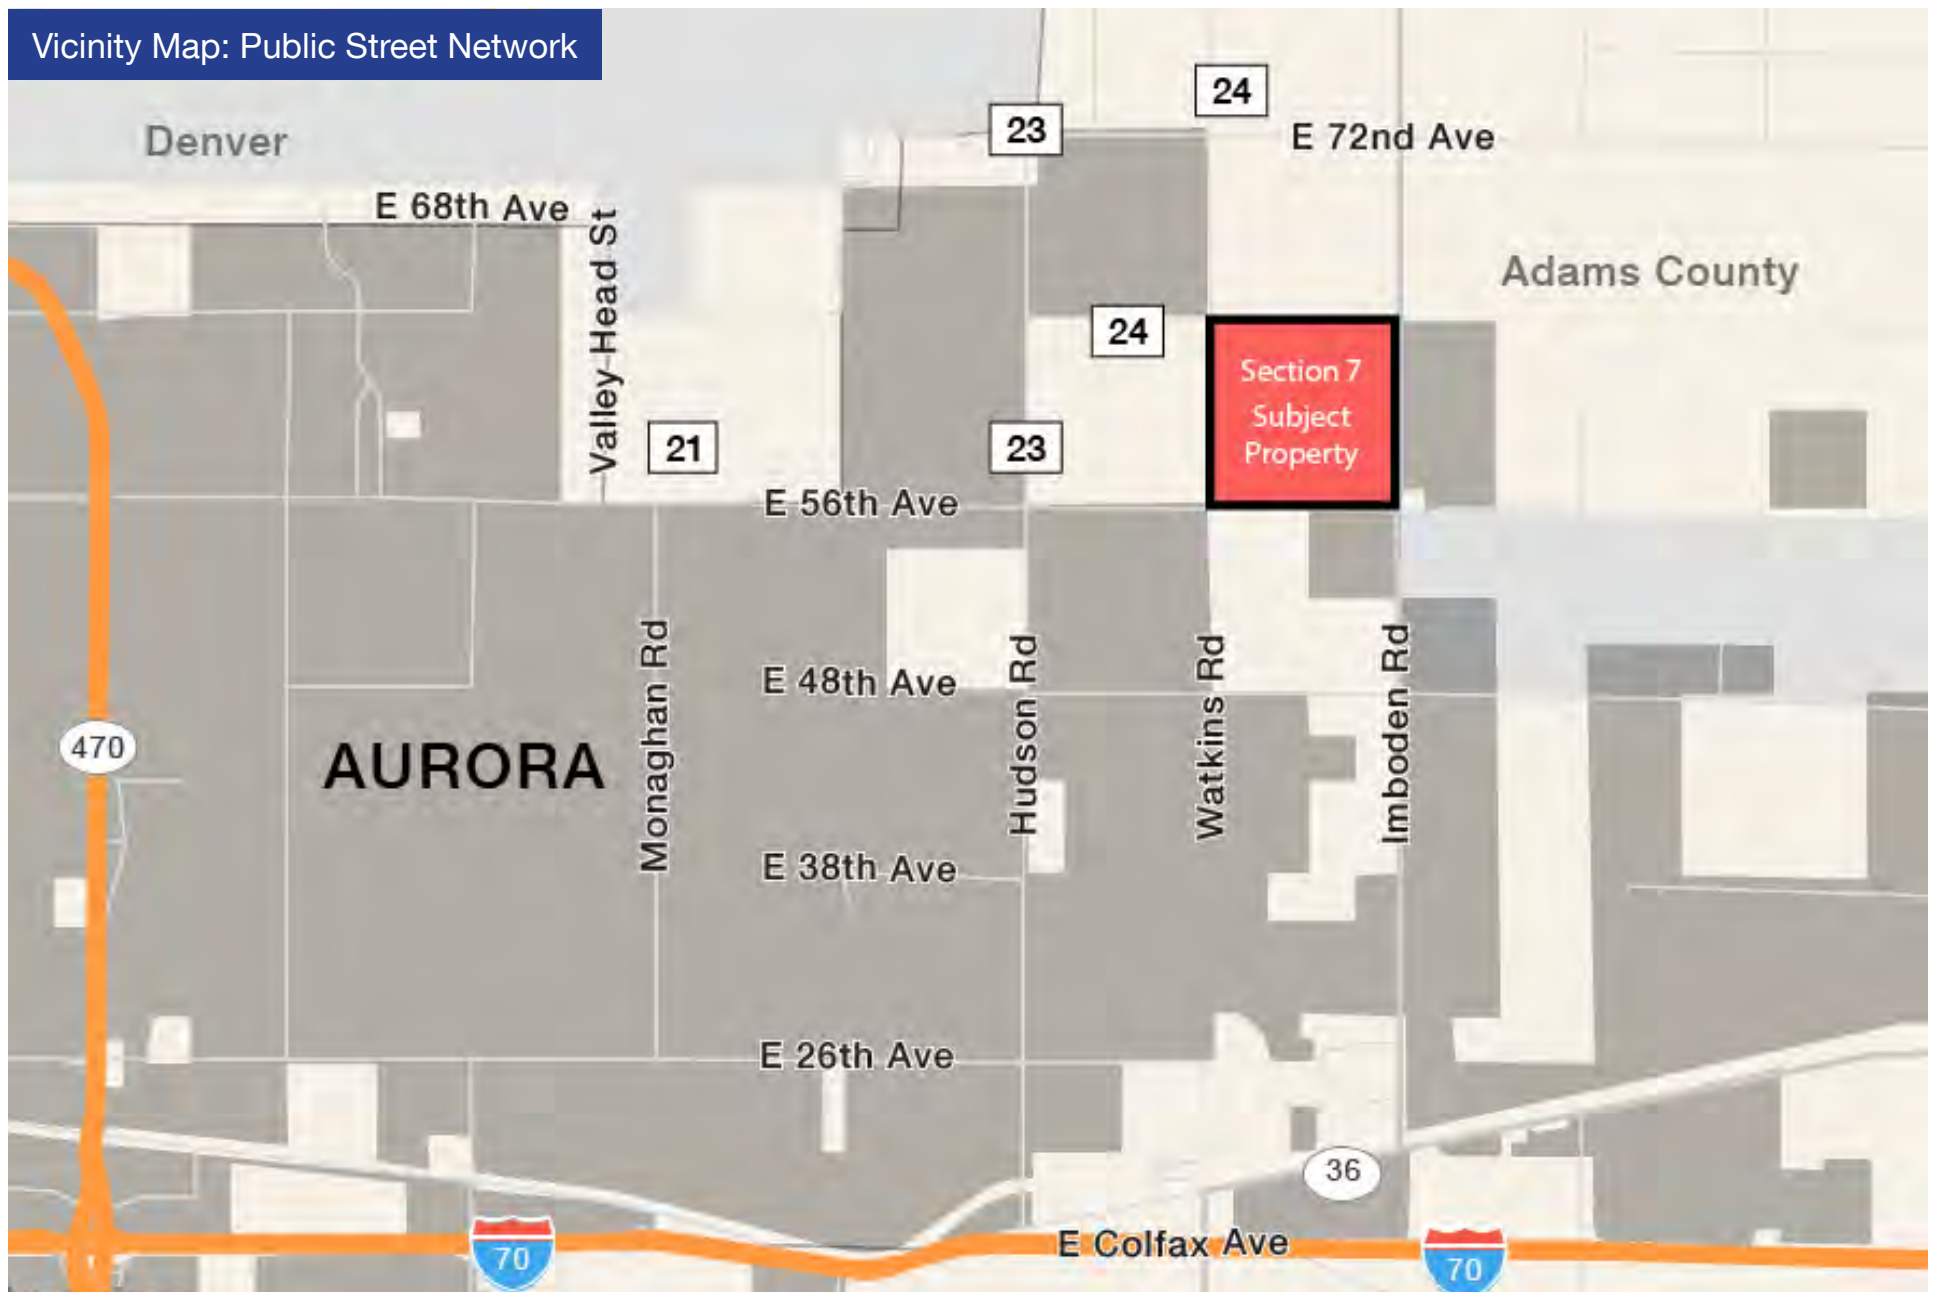 Vicinity Map: Public Street Network
24
23
E 72nd Ave
Denver
E 68th Ave
Valley Head St
Adams County
24
Section 7
Subject
Property
21
23
E 56th Ave
Monaghan Rd
Hudson Rd
Watkins Rd
Imboden Rd
E 48th Ave
470
AURORA
E 38th Ave
E 26th Ave
36
E Colfax Ave
70
70